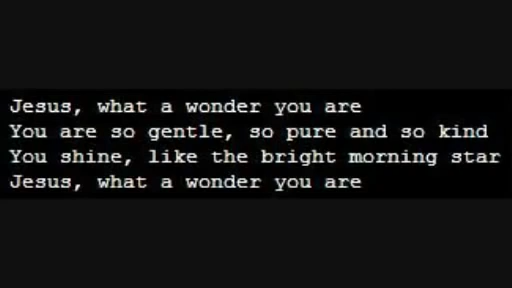 Jesus, what a wonder you are
You are so gentle, so pure and so kind
You shine, like the bright morning star
Jesus, what a wonder you are